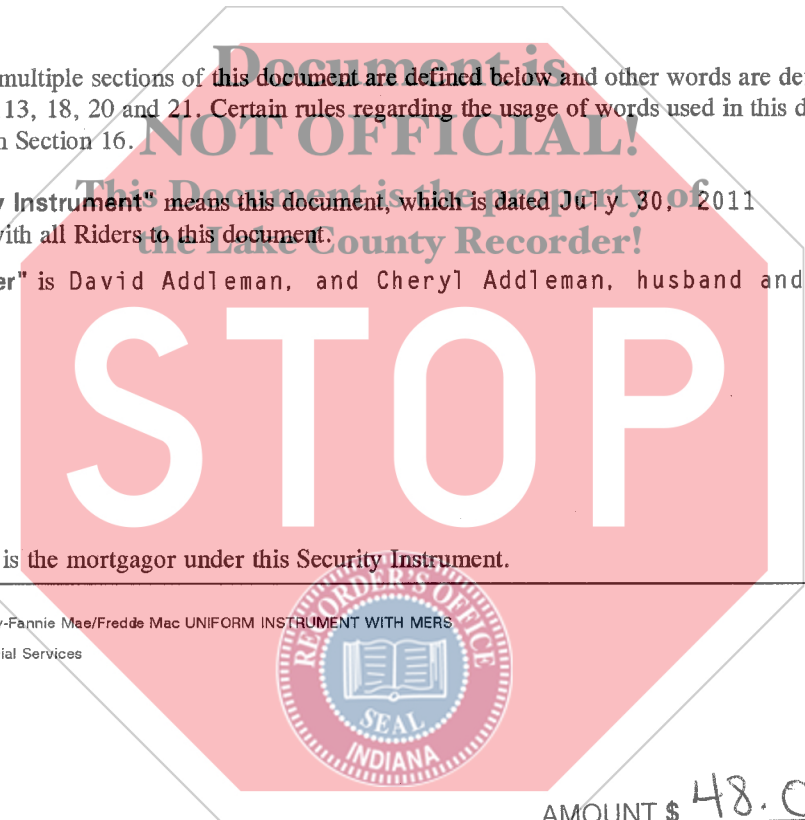 Document is
multiple sections of this document are defined below and other words are de
13, 18, 20 and 21. Certain rules regarding the usage of words used in this d
n Section 16.
NOT OFFICIAL!
This Document is the property of
y Instrument" means this document, which is dated July 30, 2011
with all Riders to this document.
the Lake County Recorder!
er" is David Addleman, and Cheryl Addleman, husband and
STOP
is the mortgagor under this Security Instrument.
y-Fannie Mae/Fredde Mac UNIFORM INSTRUMENT WITH MERS
ial Services
RECORDER'S OFFICE
SEAL
INDIANA
AMOUNT $ 48.